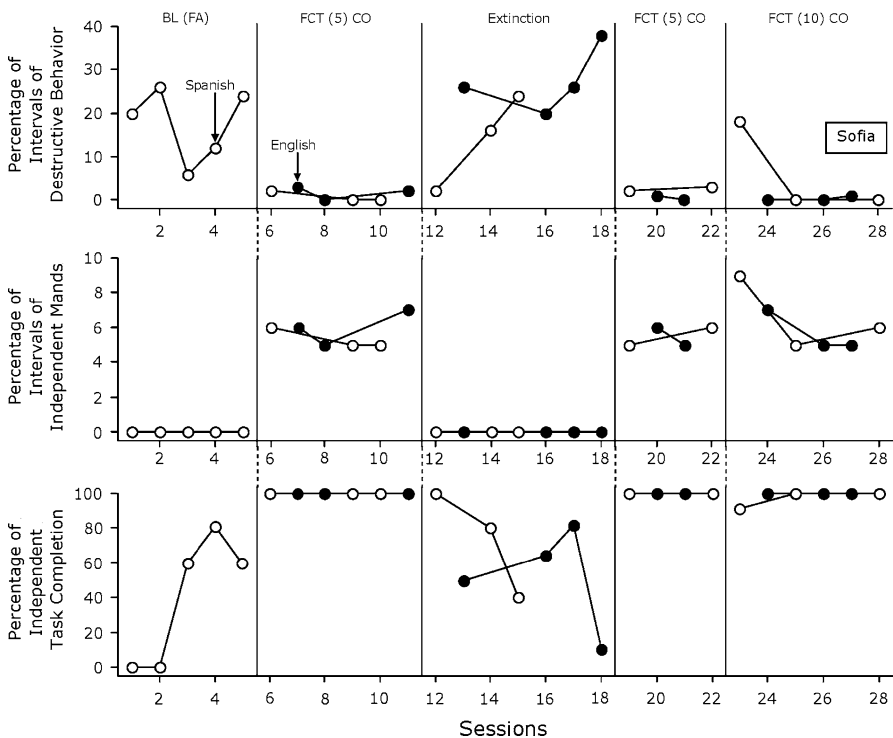 BL (FA) FCT (5) CO Extinction FCT (5) CO FCT (10) CO
Percentage of
Intervals of
Destructive Behavior
40
30
20
10
0
Spanish
English
Sofia
2 4 6 8 10 12 14 16 18 20 22 24 26 28
Percentage of
Intervals of
Independent Mands
10
8
6
4
2
0
2 4 6 8 10 12 14 16 18 20 22 24 26 28
Percentage of
Independent
Task Completion
100
80
60
40
20
0
2 4 6 8 10 12 14 16 18 20 22 24 26 28
Sessions